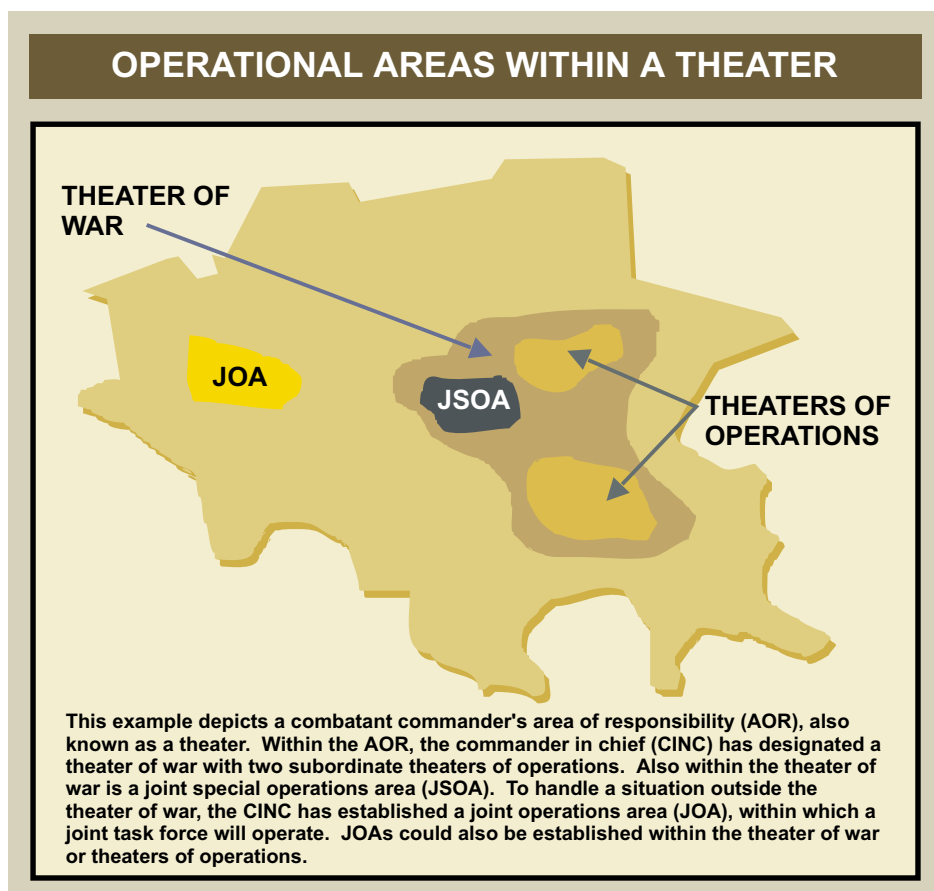 OPERATIONAL AREAS WITHIN A THEATER
THEATER OF
WAR
JOA
JSOA
THEATERS OF
OPERATIONS
This example depicts a combatant commander's area of responsibility (AOR), also
known as a theater. Within the AOR, the commander in chief (CINC) has designated a
theater of war with two subordinate theaters of operations. Also within the theater of
war is a joint special operations area (JSOA). To handle a situation outside the
theater of war, the CINC has established a joint operations area (JOA), within which a
joint task force will operate. JOAs could also be established within the theater of war
or theaters of operations.